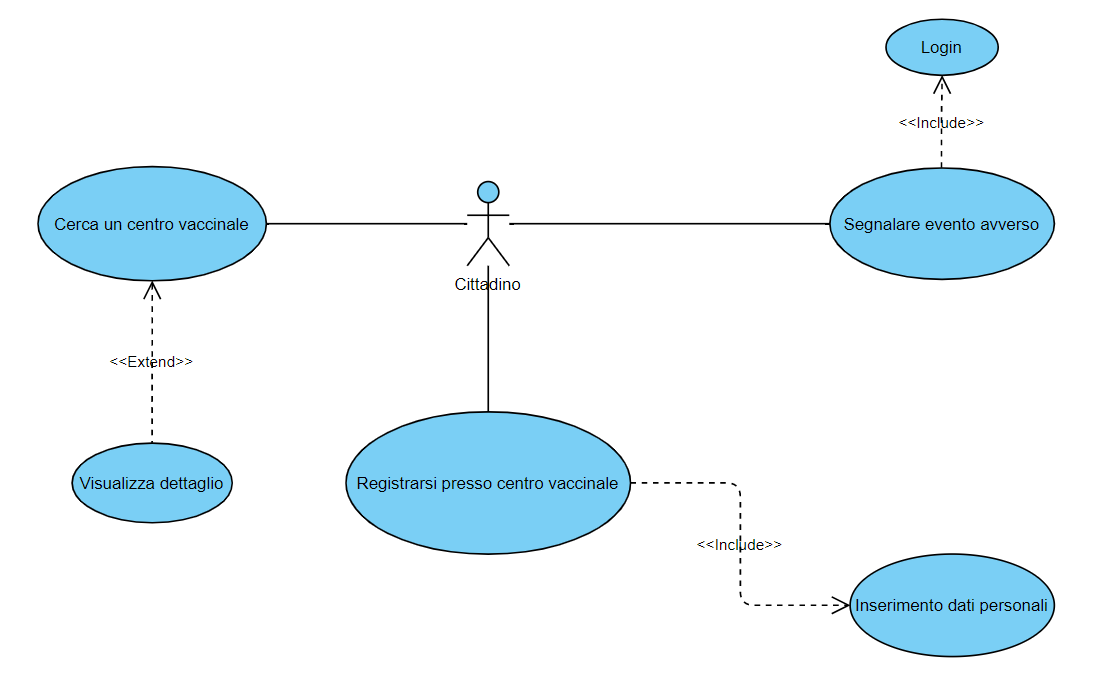 Login
<<Include>>
Cerca un centro vaccinale
Segnalare evento avverso
Cittadino
<<Extend>>
Visualizza dettaglio
Registrarsi presso centro vaccinale
<<Include>>
Inserimento dati personali